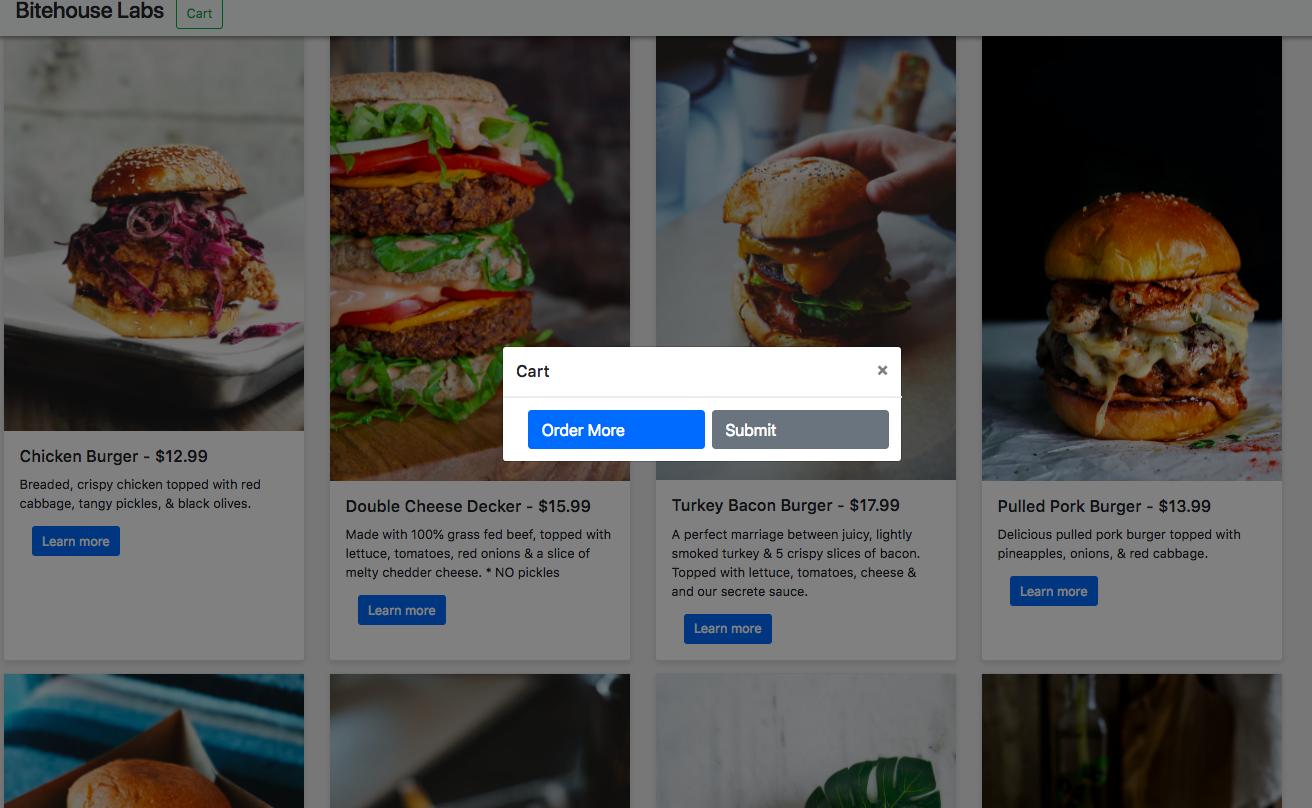 Bitehouse Labs Cart
Cart ×
Order More Submit
Chicken Burger - $12.99
Breaded, crispy chicken topped with red
cabbage, tangy pickles, & black olives.
Learn more
Double Cheese Decker - $15.99
Made with 100% grass fed beef, topped with
lettuce, tomatoes, red onions & a slice of
melty chedder cheese. * NO pickles
Learn more
Turkey Bacon Burger - $17.99
A perfect marriage between juicy, lightly
smoked turkey & 5 crispy slices of bacon.
Topped with lettuce, tomatoes, cheese &
and our secrete sauce.
Learn more
Pulled Pork Burger - $13.99
Delicious pulled pork burger topped with
pineapples, onions, & red cabbage.
Learn more